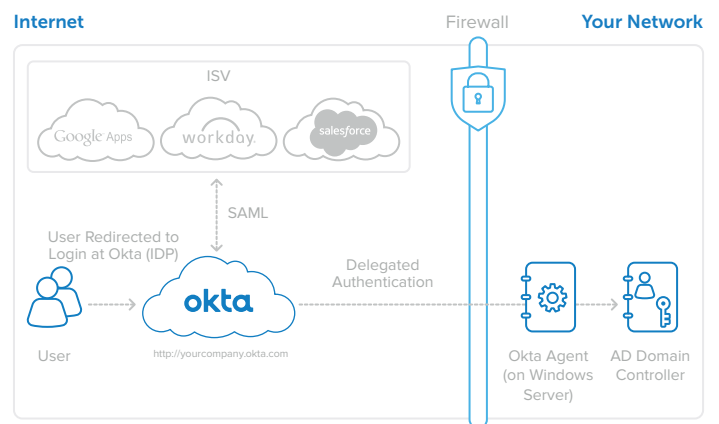 Internet
Firewall
Your Network
ISV
Google Apps
workday.
salesforce
SAML
User Redirected to
Login at Okta (IDP)
okta
Delegated
Authentication
User
http://yourcompany.okta.com
Okta Agent
(on Windows
Server)
AD Domain
Controller